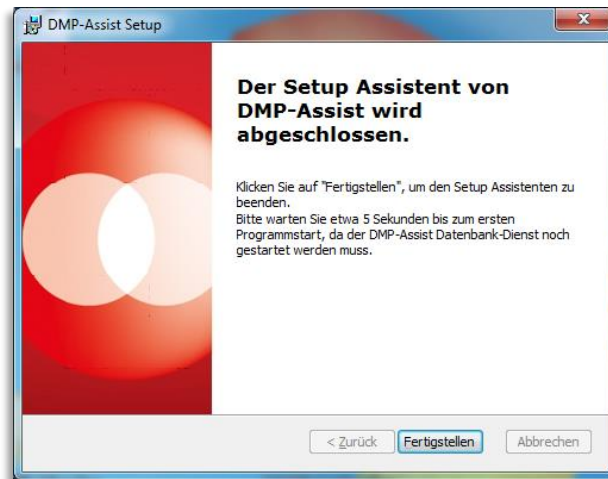 DMP-Assist Setup
Der Setup Assistent von
DMP-Assist wird
abgeschlossen.
Klicken Sie auf "Fertigstellen", um den Setup Assistenten zu
beenden.
Bitte warten Sie etwa 5 Sekunden bis zum ersten
Programmstart, da der DMP-Assist Datenbank-Dienst noch
gestartet werden muss.
< Zurück Fertigstellen Abbrechen